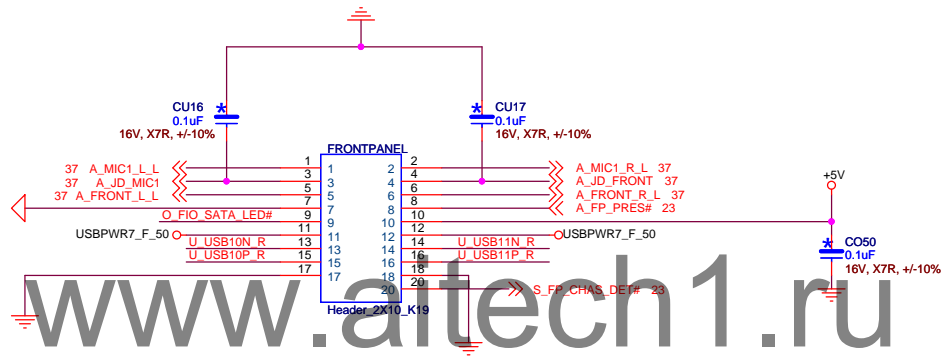 CU16
0.1uF
16V, X7R, +/-10%
CU17
0.1uF
16V, X7R, +/-10%
FRONTPANEL
37 A_MIC1_L_L 1 1 2 2 A_MIC1_R_L 37
37 A_JD_MIC1 3 3 4 4 A_JD_FRONT 37
37 A_FRONT_L_L 5 5 6 6 A_FRONT_R_L 37
7 7 8 8 A_FP_PRES# 23
O_FIO_SATA_LED# 9 9 10 10
USBPWR7_F_50 11 11 12 12 USBPWR7_F_50
U_USB10N_R 13 13 14 14 U_USB11N_R
U_USB10P_R 15 15 16 16 U_USB11P_R
17 17 18 18
20 20 S_FP_CHAS_DET# 23
Header_2X10_K19
+5V
CO50
0.1uF
16V, X7R, +/-10%
www.aitech1.ru